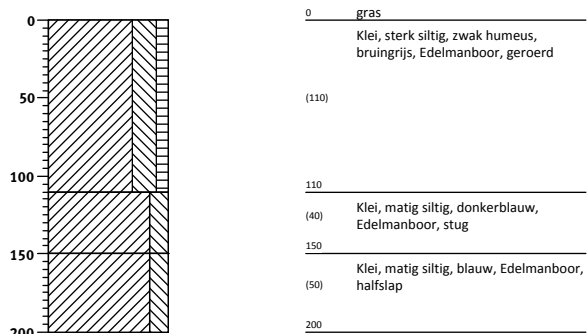 0
50
100
150
200
0 gras
Klei, sterk siltig, zwak humeus,
bruingrijs, Edelmanboor, geroerd
(110)
110
Klei, matig siltig, donkerblauw,
(40)
Edelmanboor, stug
150
Klei, matig siltig, blauw, Edelmanboor,
(50)
halfslap
200